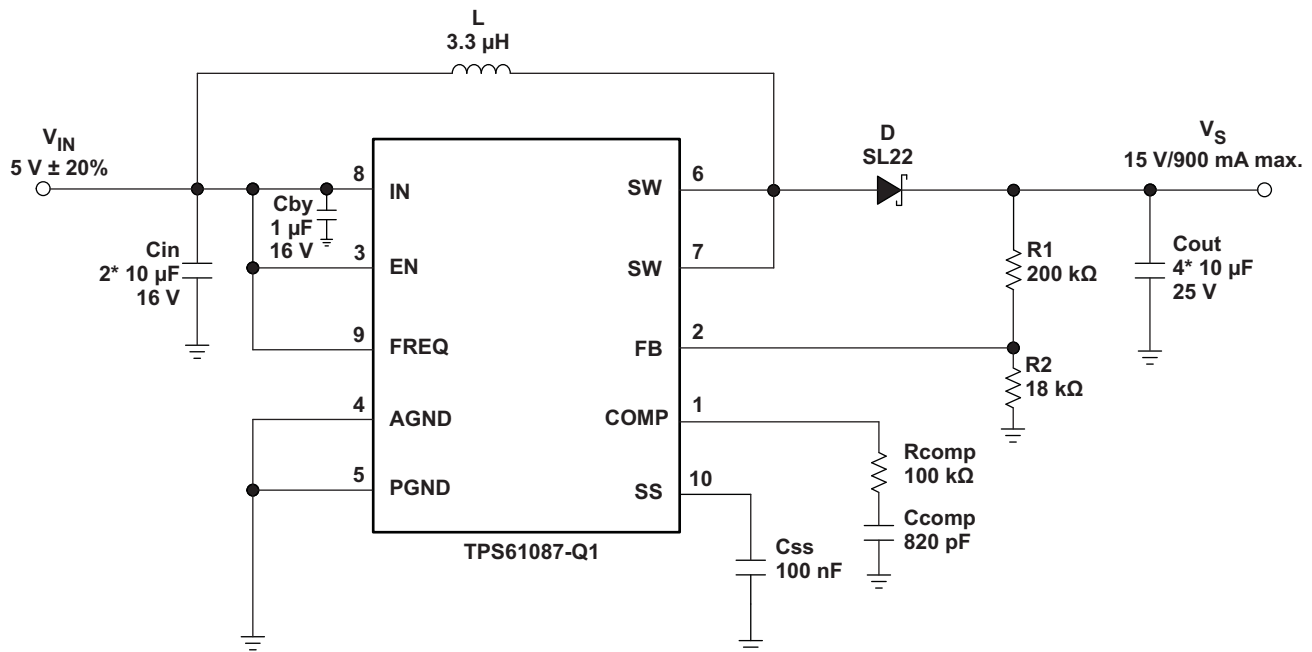 L
3.3 µH
VIN
5 V ± 20%
D
SL22
VS
15 V/900 mA max.
8
IN
SW
6
Cby
1 µF
16 V
Cin
2* 10 µF
16 V
3
EN
SW
7
R1
200 kΩ
Cout
4* 10 µF
25 V
9
FREQ
FB
2
R2
18 kΩ
4
AGND
COMP
1
Rcomp
100 kΩ
5
PGND
SS
10
Ccomp
820 pF
Css
100 nF
TPS61087-Q1